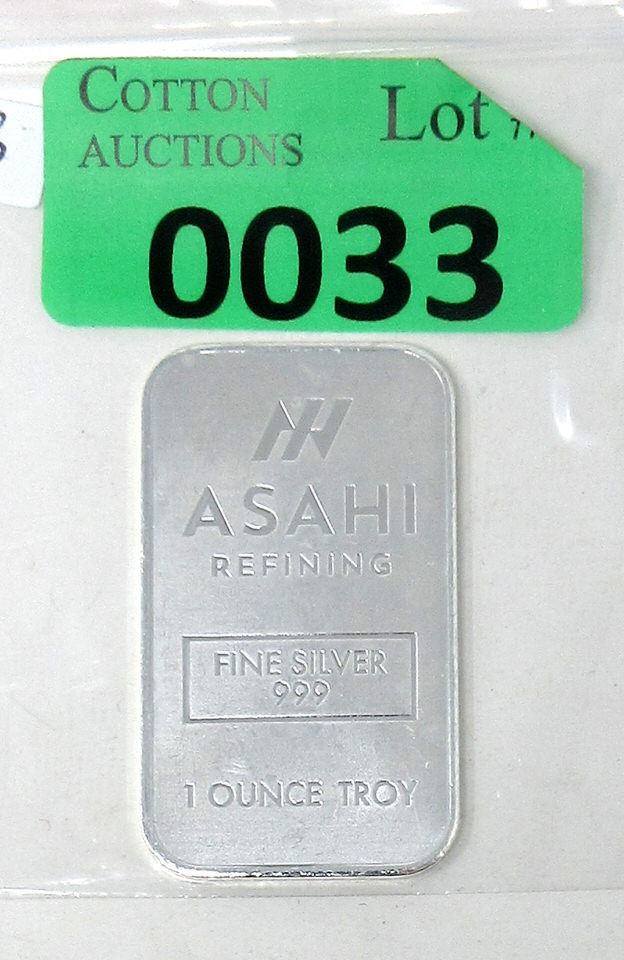 COTTON
AUCTIONS
Lot
0033
ASAHI
REFINING
FINE SILVER
999
1 OUNCE TROY